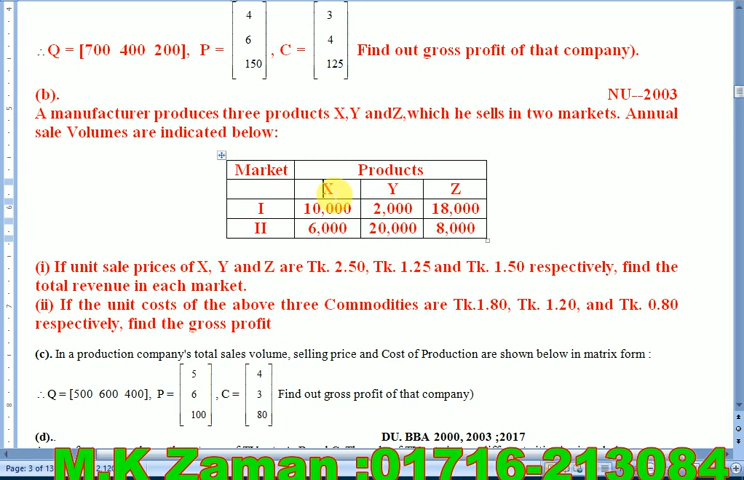 4
3
∴Q = [700 400 200], P = 6 , C = 4 Find out gross profit of that company).
150
125
(b). NU--2003
A manufacturer produces three products X,Y andZ,which he sells in two markets. Annual
sale Volumes are indicated below:
Market Products
X Y Z
I 10,000 2,000 18,000
II 6,000 20,000 8,000
(i) If unit sale prices of X, Y and Z are Tk. 2.50, Tk. 1.25 and Tk. 1.50 respectively, find the
total revenue in each market.
(ii) If the unit costs of the above three Commodities are Tk.1.80, Tk. 1.20, and Tk. 0.80
respectively, find the gross profit
(c). In a production company's total sales volume, selling price and Cost of Production are shown below in matrix form :
5 4
∴Q = [500 600 400], P = 6 , C = 3 Find out gross profit of that company)
100 80
(d).. DU. BBA 2000, 2003 ;2017
M.K Zaman :01716-213084
Page: 3 of 13